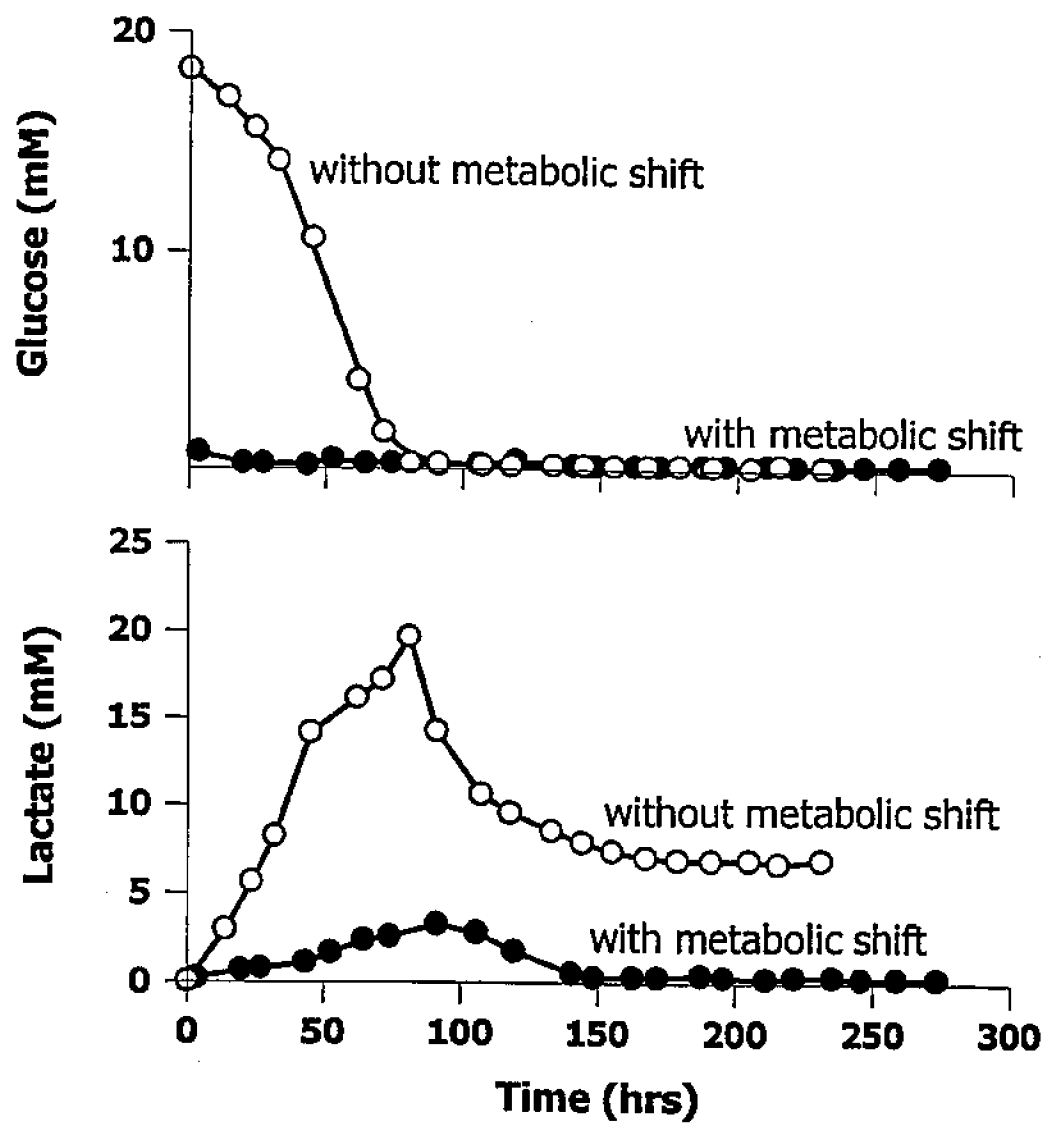 20
without metabolic shift
10
Glucose (mM)
with metabolic shift
25
20
15
10
5
0
Lactate (mM)
without metabolic shift
with metabolic shift
0 50 100 150 200 250 300
Time (hrs)